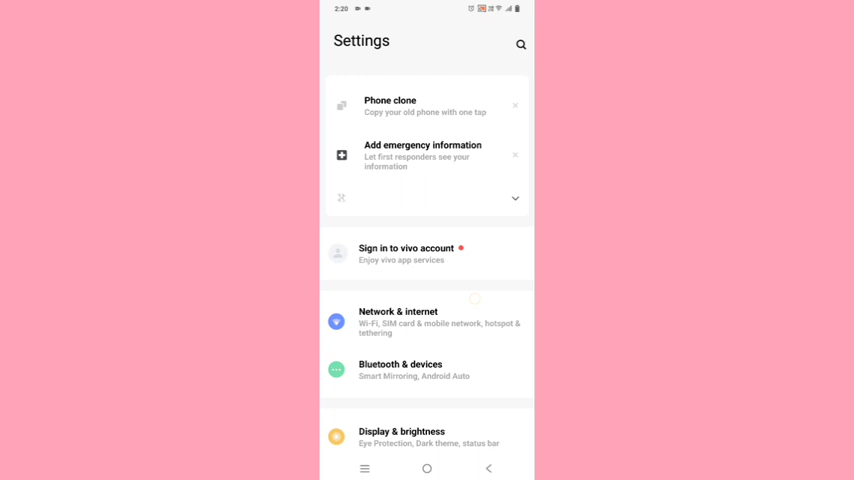 2:20
Settings
Phone clone
Copy your old phone with one tap
Add emergency information
Let first responders see your
information
Sign in to vivo account
Enjoy vivo app services
Network & internet
Wi-Fi, SIM card & mobile network, hotspot &
tethering
Bluetooth & devices
Smart Mirroring, Android Auto
Display & brightness
Eye Protection, Dark theme, status bar